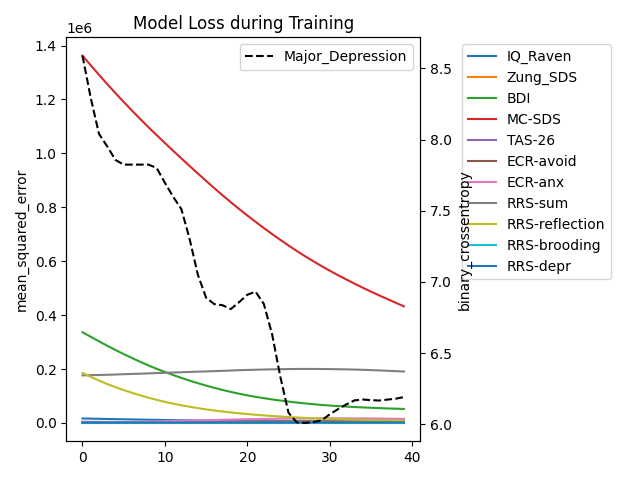 Model Loss during Training
1e6
1.4
1.2
1.0
0.8
0.6
0.4
0.2
0.0
mean_squared_error
0
10
20
30
40
8.5
8.0
7.5
7.0
6.5
6.0
binary_crossentropy
Major_Depression
IQ_Raven
Zung_SDS
BDI
MC-SDS
TAS-26
ECR-avoid
ECR-anx
RRS-sum
RRS-reflection
RRS-brooding
RRS-depr